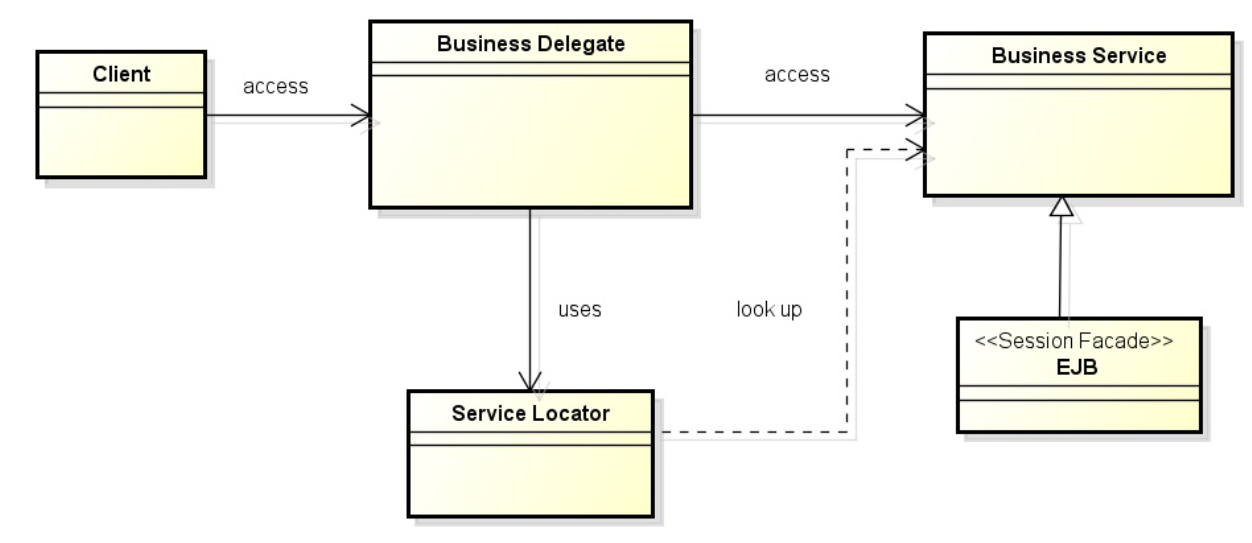 Client
access
Business Delegate
access
Business Service
uses
look up
<<Session Facade>>
EJB
Service Locator